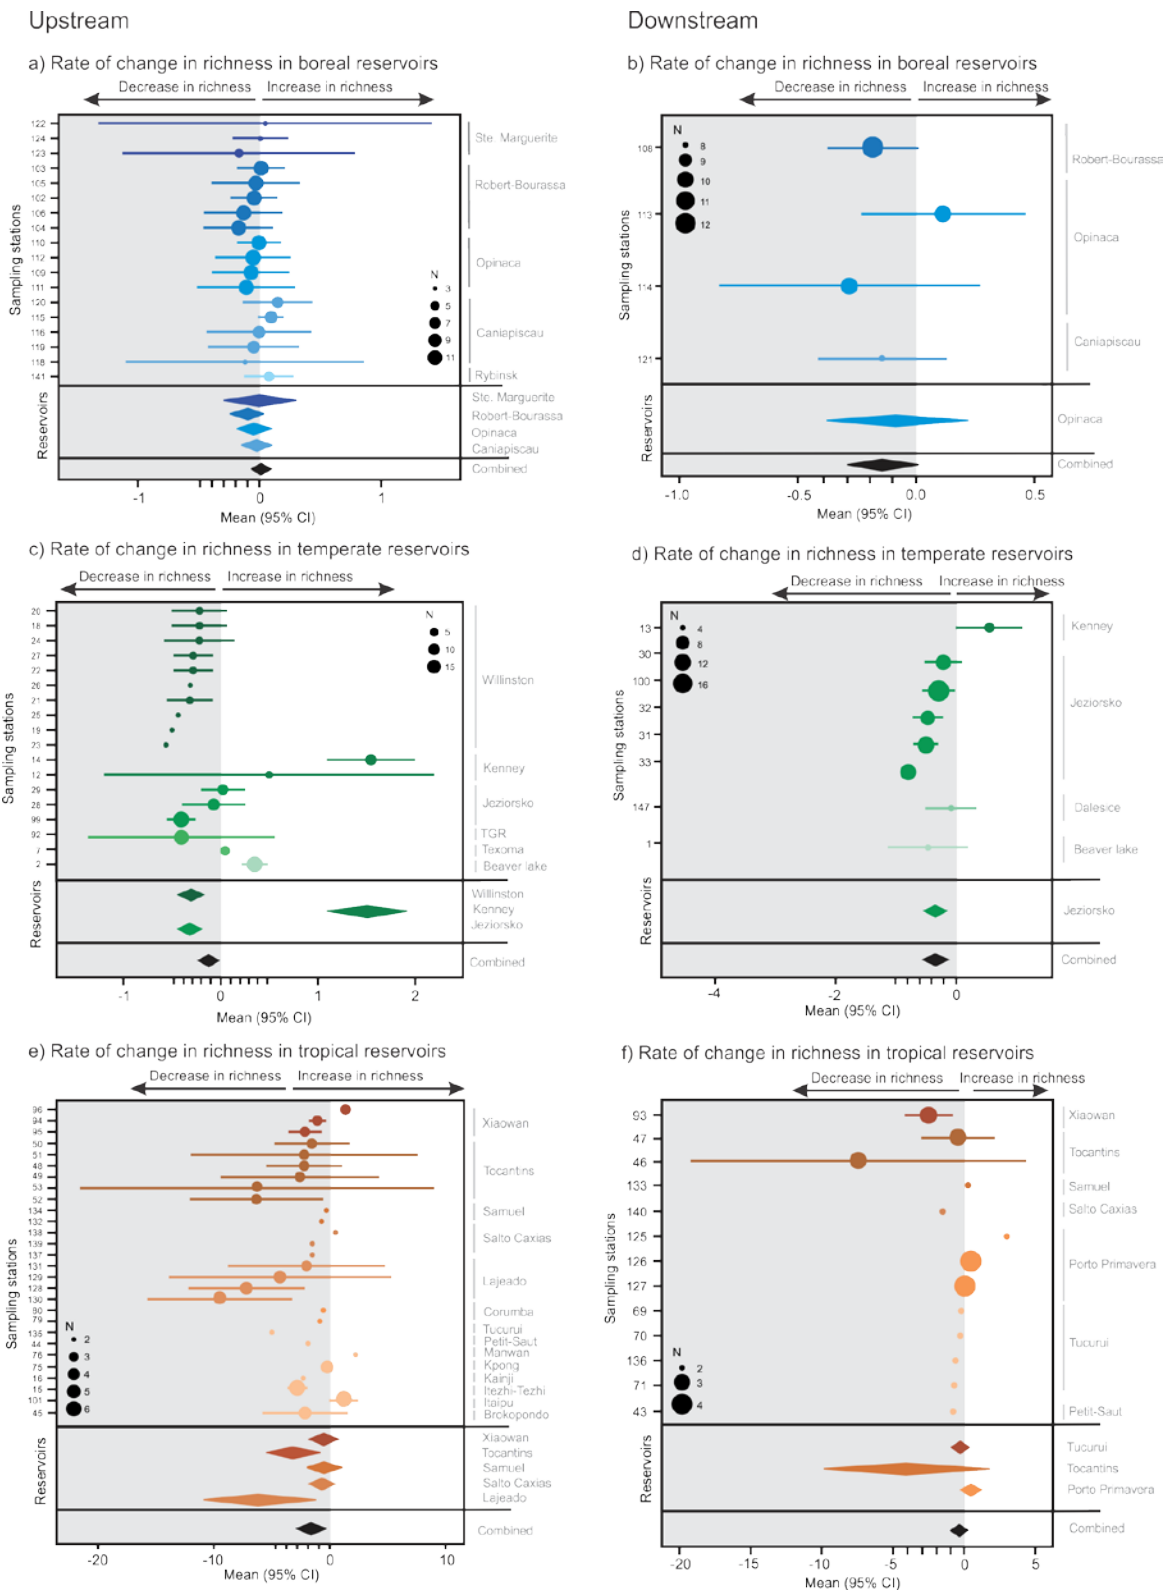 Upstream
Downstream
a) Rate of change in richness in boreal reservoirs
Decrease in richness Increase in richness
Sampling stations
122
124
123
103
105
102
106
104
110
112
109
111
120
115
116
119
118
141
Ste. Marguerite
Robert-Bourassa
Opinaca
Caniapiscau
Rybinsk
N
3
5
7
9
11
Reservoirs
Ste. Marguerite
Robert-Bourassa
Opinaca
Caniapiscau
Combined
-1 0 1
Mean (95% CI)
b) Rate of change in richness in boreal reservoirs
Decrease in richness Increase in richness
N
8
9
10
11
12
Sampling stations
108
113
114
121
Robert-Bourassa
Opinaca
Caniapiscau
Reservoirs
Opinaca
Combined
-1.0 -0.5 0.0 0.5
Mean (95% CI)
c) Rate of change in richness in temperate reservoirs
Decrease in richness Increase in richness
Sampling stations
20
18
24
27
22
26
21
25
19
23
14
12
29
28
99
92
7
2
N
5
10
15
Willinston
Kenney
Jeziorsko
TGR
Texoma
Beaver lake
Reservoirs
Willinston
Kenney
Jeziorsko
Combined
-1 0 1 2
Mean (95% CI)
d) Rate of change in richness in temperate reservoirs
Decrease in richness Increase in richness
N
4
8
12
16
Sampling stations
13
30
100
32
31
33
147
1
Kenney
Jeziorsko
Dalesice
Beaver lake
Reservoirs
Jeziorsko
Combined
-4 -2 0
Mean (95% CI)
e) Rate of change in richness in tropical reservoirs
Decrease in richness Increase in richness
Sampling stations
96
94
95
50
51
48
49
53
52
134
132
138
139
137
131
129
128
130
80
79
135
44
76
75
16
15
101
45
Xiaowan
Tocantins
Samuel
Salto Caxias
Lajeado
Corumba
Tucurui
Petit-Saut
Manwan
Kpong
Kainji
Itezhi-Tezhi
Itaipu
Brokopondo
N
2
3
4
5
6
Reservoirs
Xiaowan
Tocantins
Samuel
Salto Caxias
Lajeado
Combined
-20 -10 0 10
Mean (95% CI)
f) Rate of change in richness in tropical reservoirs
Decrease in richness Increase in richness
Sampling stations
93
47
46
133
140
125
126
127
69
70
136
71
43
Xiaowan
Tocantins
Samuel
Salto Caxias
Porto Primavera
Tucurui
Petit-Saut
N
2
3
4
Reservoirs
Tucurui
Tocantins
Porto Primavera
Combined
-20 -15 -10 -5 0 5
Mean (95% CI)